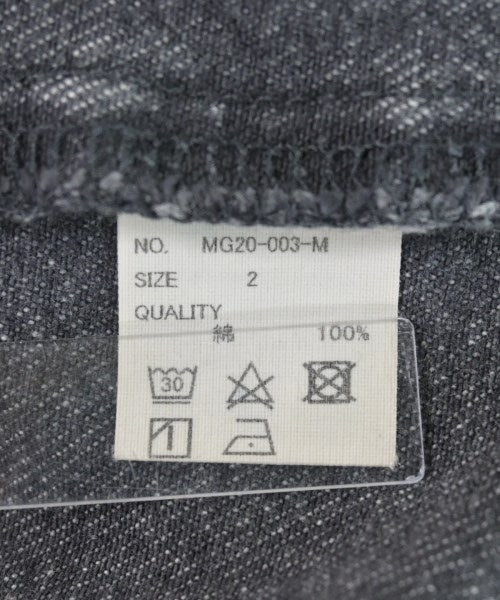 NO. MG20-003-M
SIZE 2
QUALITY
綿 100%
30